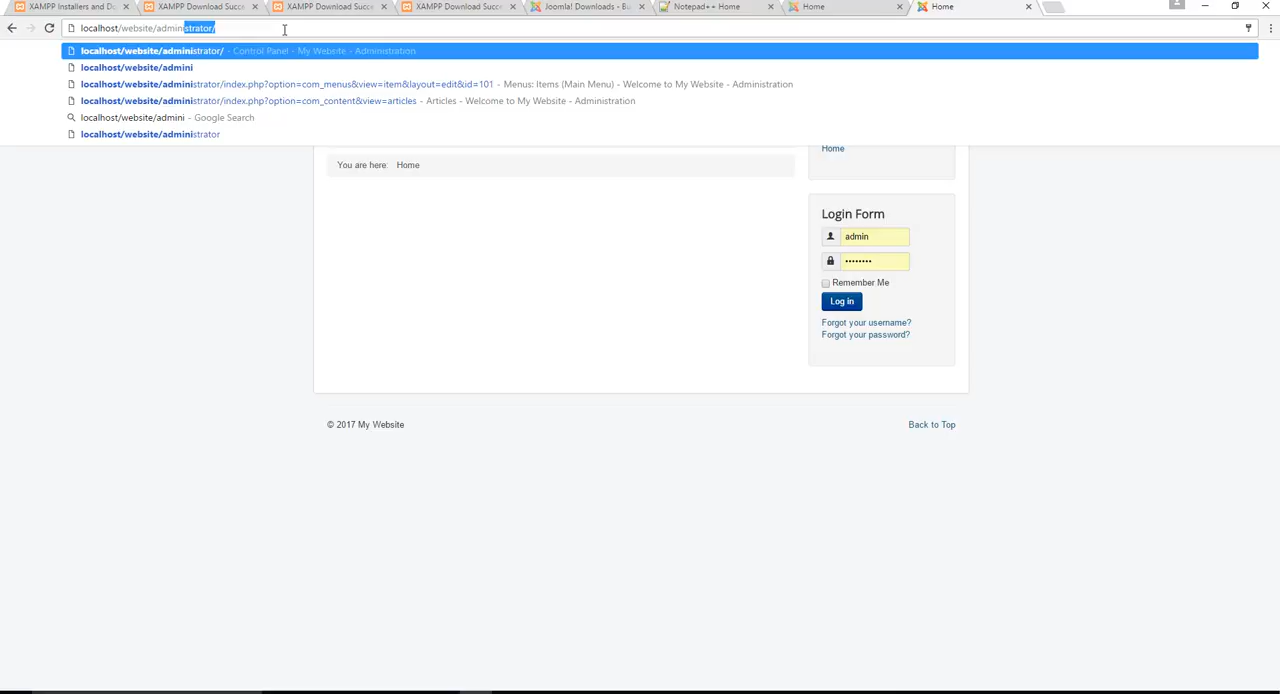 XAMPP Installers and Do
XAMPP Download Succe
XAMPP Download Succe
XAMPP Download Succe
Joomla! Downloads - Bu
Notepad++ Home
Home
Home
localhost/website/administrator/
localhost/website/administrator/ - Control Panel - My Website - Administration
localhost/website/admini
localhost/website/administrator/index.php?option=com_menus&view=item&layout=edit&id=101 - Menus: Items (Main Menu) - Welcome to My Website - Administration
localhost/website/administrator/index.php?option=com_content&view=articles - Articles - Welcome to My Website - Administration
localhost/website/admini - Google Search
localhost/website/administrator
Home
You are here: Home
Login Form
admin
••••••••
Remember Me
Log in
Forgot your username?
Forgot your password?
© 2017 My Website
Back to Top